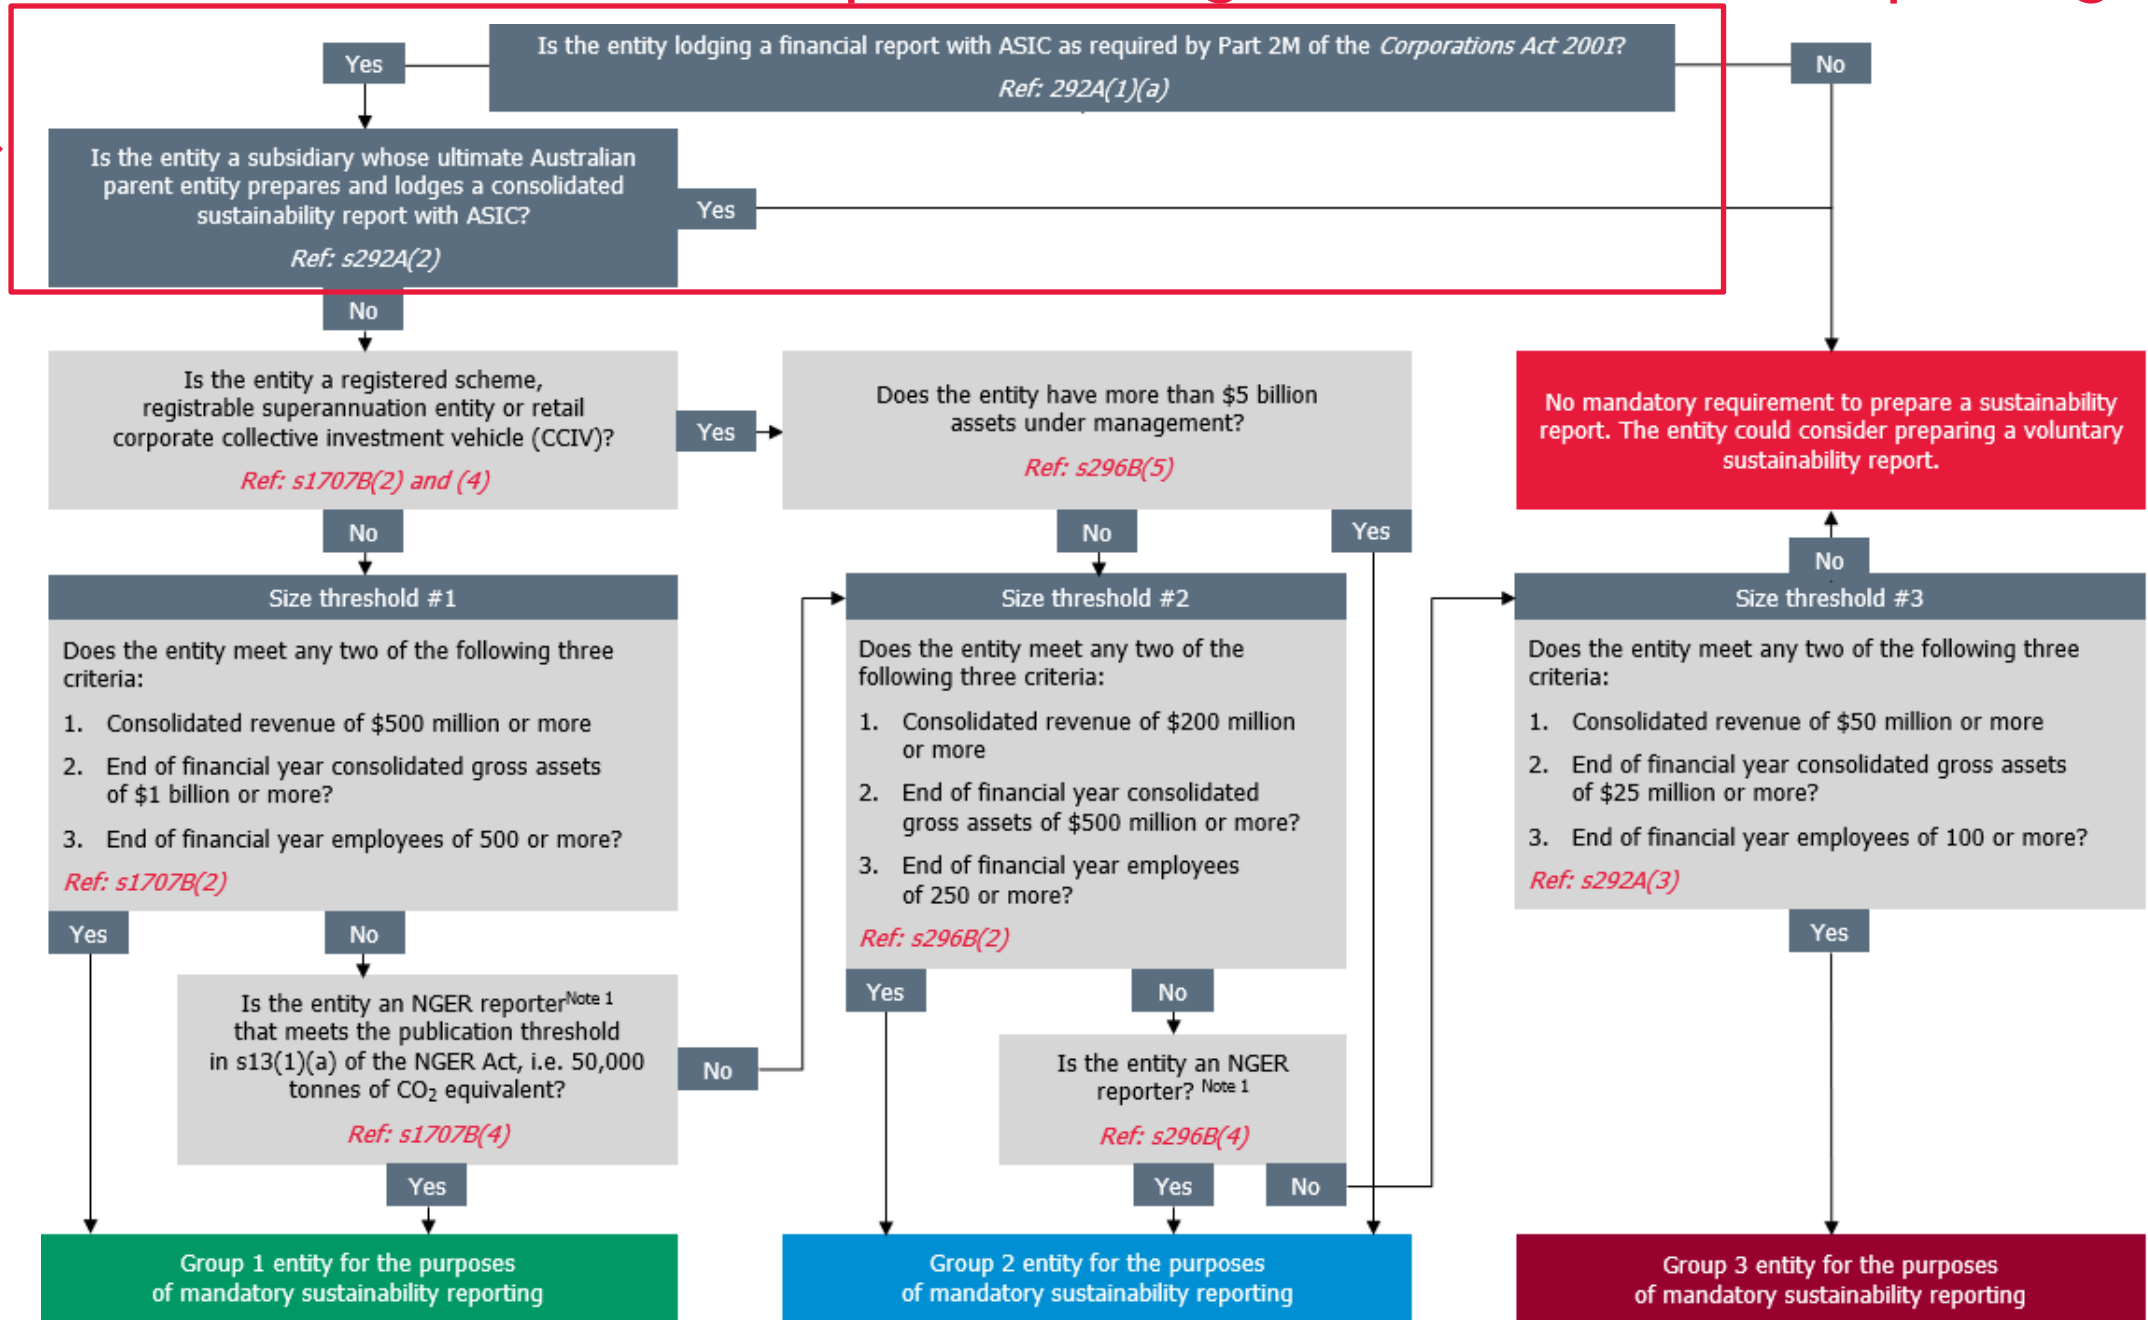 Is the entity lodging a financial report with ASIC as required by Part 2M of the Corporations Act 2001?
Ref: 292A(1)(a)
Yes
No
Is the entity a subsidiary whose ultimate Australian
parent entity prepares and lodges a consolidated
sustainability report with ASIC?
Ref: s292A(2)
Yes
No
Is the entity a registered scheme,
registrable superannuation entity or retail
corporate collective investment vehicle (CCIV)?
Ref: s1707B(2) and (4)
Yes
Does the entity have more than $5 billion
assets under management?
Ref: s296B(5)
No mandatory requirement to prepare a sustainability
report. The entity could consider preparing a voluntary
sustainability report.
No
No
Yes
No
Size threshold #1
Does the entity meet any two of the following three
criteria:
1. Consolidated revenue of $500 million or more
2. End of financial year consolidated gross assets
of $1 billion or more?
3. End of financial year employees of 500 or more?
Ref: s1707B(2)
Yes
No
Size threshold #2
Does the entity meet any two of the
following three criteria:
1. Consolidated revenue of $200 million
or more
2. End of financial year consolidated
gross assets of $500 million or more?
3. End of financial year employees
of 250 or more?
Ref: s296B(2)
Yes
No
Size threshold #3
Does the entity meet any two of the following three
criteria:
1. Consolidated revenue of $50 million or more
2. End of financial year consolidated gross assets
of $25 million or more?
3. End of financial year employees of 100 or more?
Ref: s292A(3)
Yes
Is the entity an NGER reporter Note 1
that meets the publication threshold
in s13(1)(a) of the NGER Act, i.e. 50,000
tonnes of CO2 equivalent?
Ref: s1707B(4)
No
Yes
Is the entity an NGER
reporter? Note 1
Ref: s296B(4)
Yes
No
Group 1 entity for the purposes
of mandatory sustainability reporting
Group 2 entity for the purposes
of mandatory sustainability reporting
Group 3 entity for the purposes
of mandatory sustainability reporting